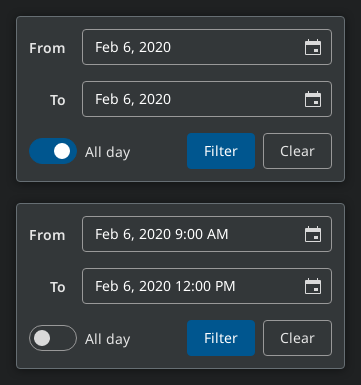 From Feb 6, 2020
To Feb 6, 2020
All day Filter Clear
From Feb 6, 2020 9:00 AM
To Feb 6, 2020 12:00 PM
All day Filter Clear